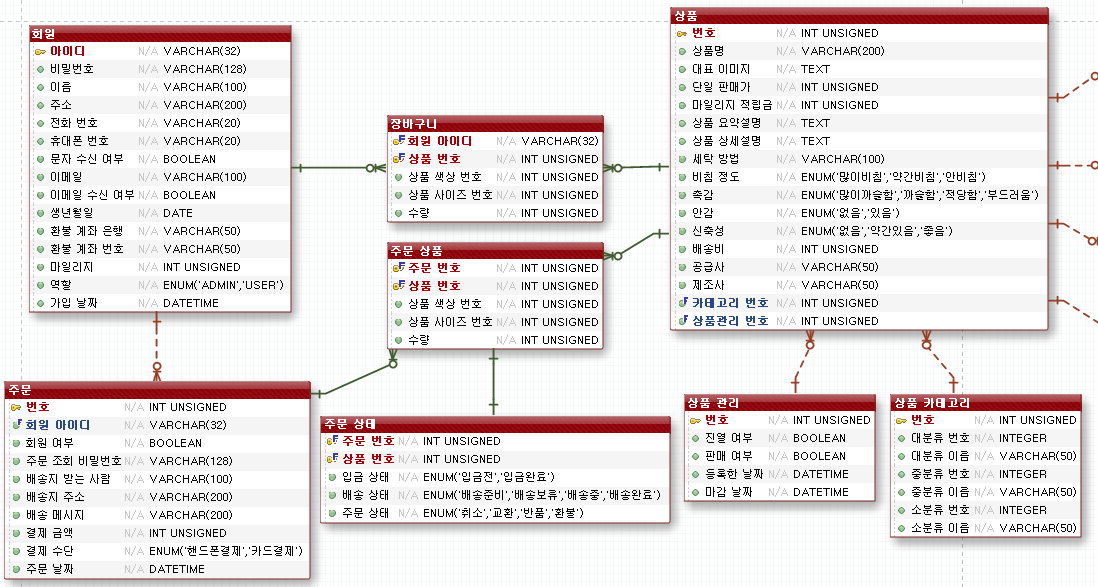 회원
아이디 N/A VARCHAR(32)
비밀번호 N/A VARCHAR(128)
이름 N/A VARCHAR(100)
주소 N/A VARCHAR(200)
전화 번호 N/A VARCHAR(20)
휴대폰 번호 N/A VARCHAR(20)
문자 수신 여부 N/A BOOLEAN
이메일 N/A VARCHAR(100)
이메일 수신 여부 N/A BOOLEAN
생년월일 N/A DATE
환불 계좌 은행 N/A VARCHAR(50)
환불 계좌 번호 N/A VARCHAR(50)
마일리지 N/A INT UNSIGNED
역할 N/A ENUM('ADMIN','USER')
가입 날짜 N/A DATETIME
장바구니
회원 아이디 N/A VARCHAR(32)
상품 번호 N/A INT UNSIGNED
상품 색상 번호 N/A INT UNSIGNED
상품 사이즈 번호 N/A INT UNSIGNED
수량 N/A INT UNSIGNED
주문 상품
주문 번호 N/A INT UNSIGNED
상품 번호 N/A INT UNSIGNED
상품 색상 번호 N/A INT UNSIGNED
상품 사이즈 번호 N/A INT UNSIGNED
수량 N/A INT UNSIGNED
상품
번호 N/A INT UNSIGNED
상품명 N/A VARCHAR(200)
대표 이미지 N/A TEXT
단일 판매가 N/A INT UNSIGNED
마일리지 적립금 N/A INT UNSIGNED
상품 요약설명 N/A TEXT
상품 상세설명 N/A TEXT
세탁 방법 N/A VARCHAR(100)
비침 정도 N/A ENUM('많이비침','약간비침','안비침')
촉감 N/A ENUM('많이까슬함','까슬함','적당함','부드러움')
안감 N/A ENUM('없음','있음')
신축성 N/A ENUM('없음','약간있음','좋음')
배송비 N/A INT UNSIGNED
공급사 N/A VARCHAR(50)
제조사 N/A VARCHAR(50)
카테고리 번호 N/A INT UNSIGNED
상품관리 번호 N/A INT UNSIGNED
주문
번호 N/A INT UNSIGNED
회원 아이디 N/A VARCHAR(32)
회원 여부 N/A BOOLEAN
주문 조회 비밀번호 N/A VARCHAR(128)
배송지 받는 사람 N/A VARCHAR(100)
배송지 주소 N/A VARCHAR(200)
배송 메시지 N/A VARCHAR(200)
결제 금액 N/A INT UNSIGNED
결제 수단 N/A ENUM('핸드폰결제','카드결제')
주문 날짜 N/A DATETIME
주문 상태
주문 번호 N/A INT UNSIGNED
상품 번호 N/A INT UNSIGNED
입금 상태 N/A ENUM('입금전','입금완료')
배송 상태 N/A ENUM('배송준비','배송보류','배송중','배송완료')
주문 상태 N/A ENUM('취소','교환','반품','환불')
상품 관리
번호 N/A INT UNSIGNED
진열 여부 N/A BOOLEAN
판매 여부 N/A BOOLEAN
등록한 날짜 N/A DATETIME
마감 날짜 N/A DATETIME
상품 카테고리
번호 N/A INT UNSIGNED
대분류 번호 N/A INTEGER
대분류 이름 N/A VARCHAR(50)
중분류 번호 N/A INTEGER
중분류 이름 N/A VARCHAR(50)
소분류 번호 N/A INTEGER
소분류 이름 N/A VARCHAR(50)